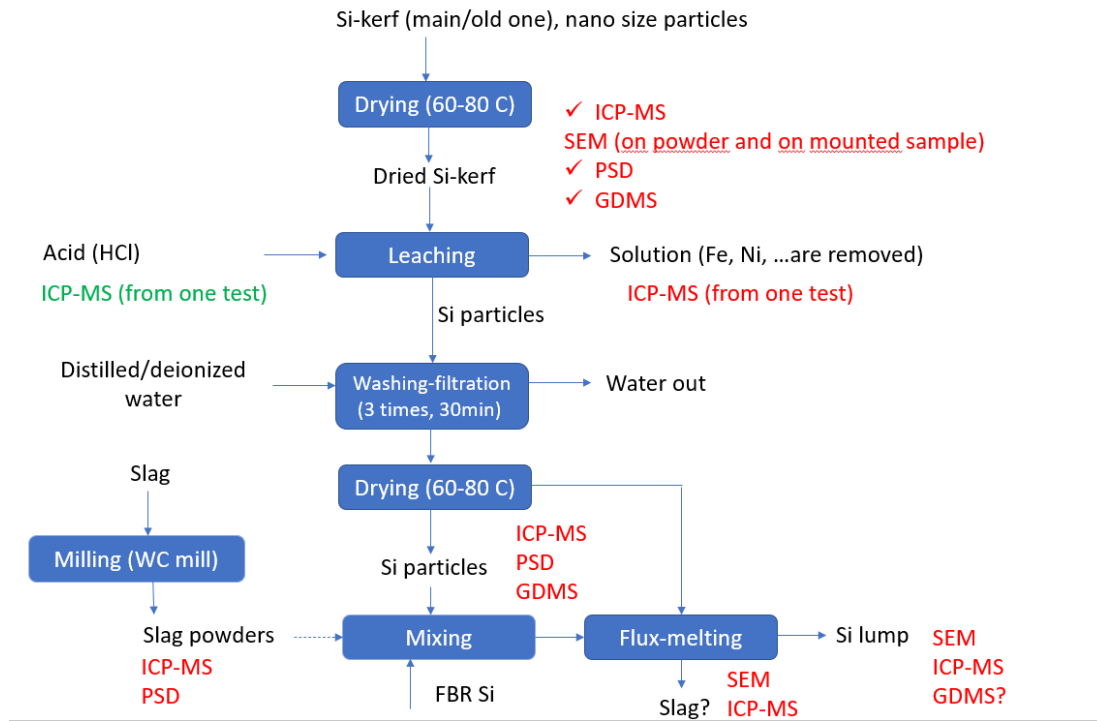 Si-kerf (main/old one), nano size particles
Drying (60-80 C)
✓ ICP-MS
SEM (on powder and on mounted sample)
✓ PSD
✓ GDMS
Dried Si-kerf
Acid (HCl)
Leaching
Solution (Fe, Ni, ...are removed)
ICP-MS (from one test)
ICP-MS (from one test)
Si particles
Distilled/deionized
water
Washing-filtration
(3 times, 30min)
Water out
Slag
Drying (60-80 C)
Milling (WC mill)
ICP-MS
PSD
GDMS
Si particles
Slag powders
ICP-MS
PSD
Mixing
Flux-melting
Si lump
SEM
ICP-MS
GDMS?
FBR Si
Slag?
SEM
ICP-MS